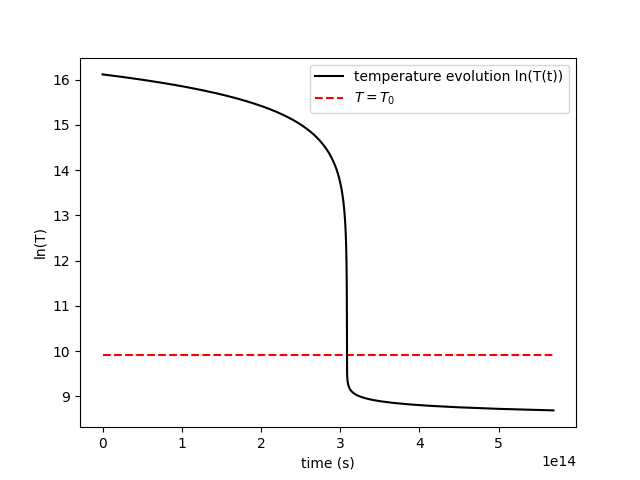 temperature evolution ln(T(t))
T = T₀
ln(T)
16
15
14
13
12
11
10
9
0 1 2 3 4 5
time (s)
1e14